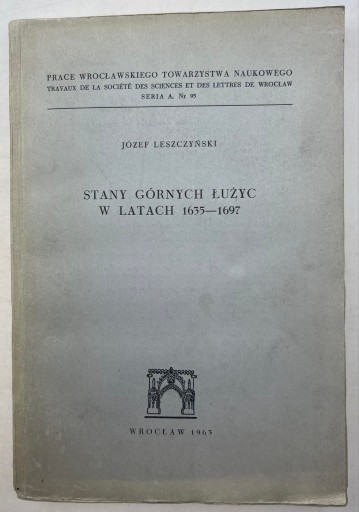 PRACE WROCŁAWSKIEGO TOWARZYSTWA NAUKOWEGO
TRAVAUX DE LA SOCIÉTÉ DES SCIENCES ET DES LETTRES DE WROCŁAW
SERIA A. Nr 95
JÓZEF LESZCZYŃSKI
STANY GÓRNYCH ŁUŻYC
W LATACH 1635—1697
WROCŁAW 1963